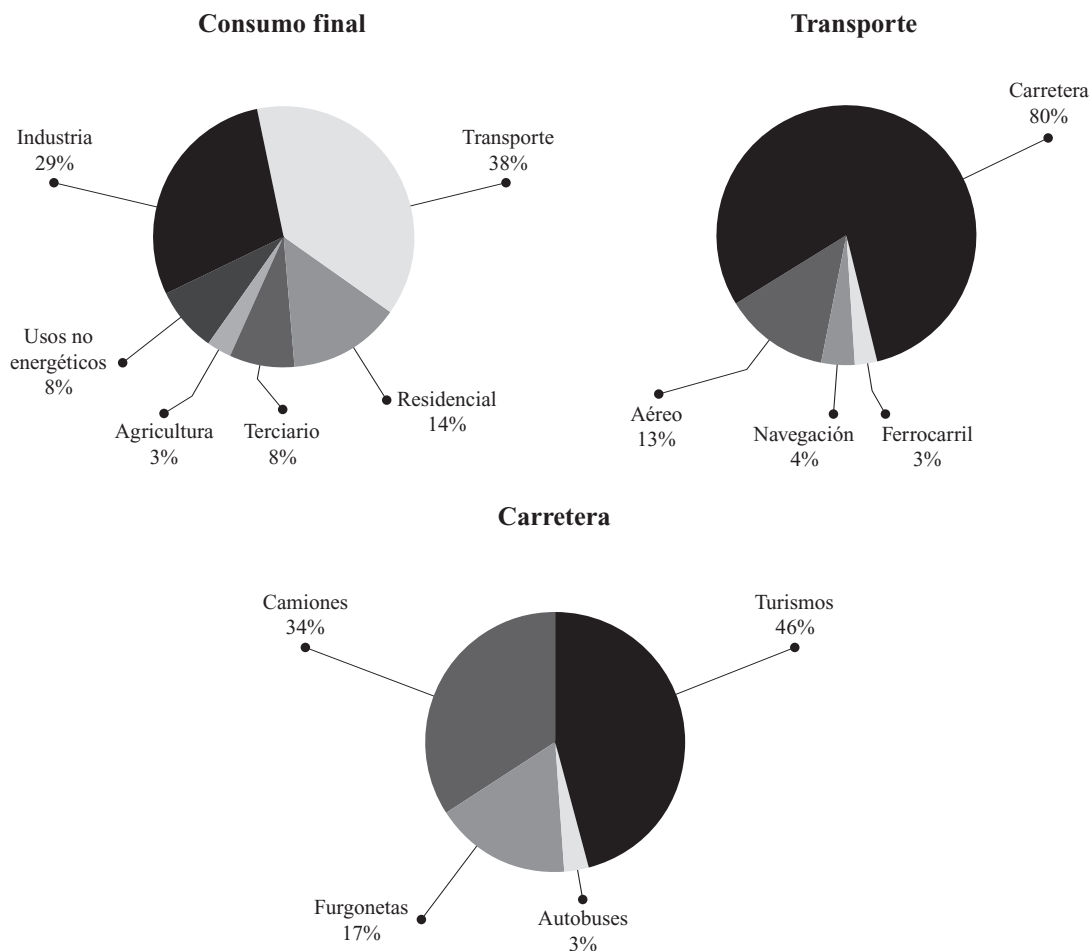 Consumo final
Industria
29%
Transporte
38%
Usos no
energéticos
8%
Agricultura
3%
Terciario
8%
Residencial
14%
Transporte
Carretera
80%
Aéreo
13%
Navegación
4%
Ferrocarril
3%
Carretera
Camiones
34%
Turismos
46%
Furgonetas
17%
Autobuses
3%